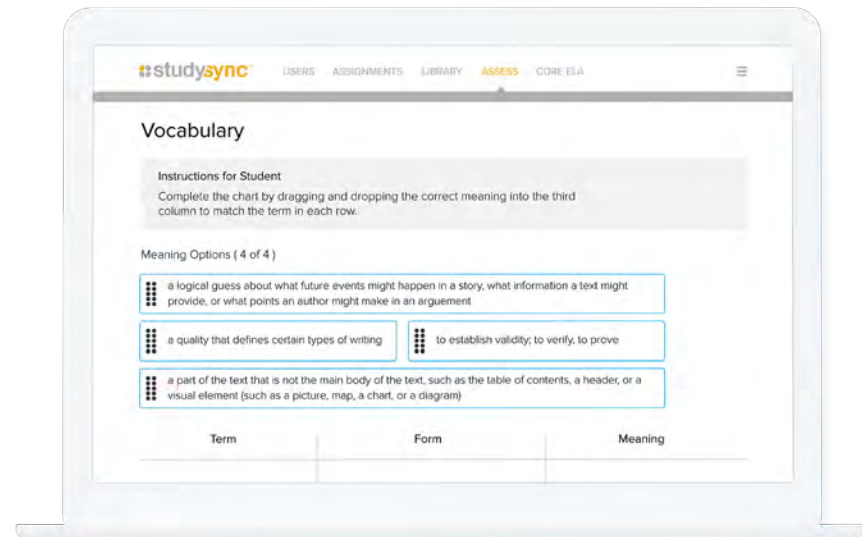 studysync USERS ASSIGNMENTS LIBRARY ASSESS CORE ELA
Vocabulary
Instructions for Student
Complete the chart by dragging and dropping the correct meaning into the third
column to match the term in each row.
Meaning Options ( 4 of 4 )
a logical guess about what future events might happen in a story, what information a text might
provide, or what points an author might make in an arguement
a quality that defines certain types of writing
to establish validity; to verify, to prove
a part of the text that is not the main body of the text, such as the table of contents, a header, or a
visual element (such as a picture, map, a chart, or a diagram)
Term Form Meaning